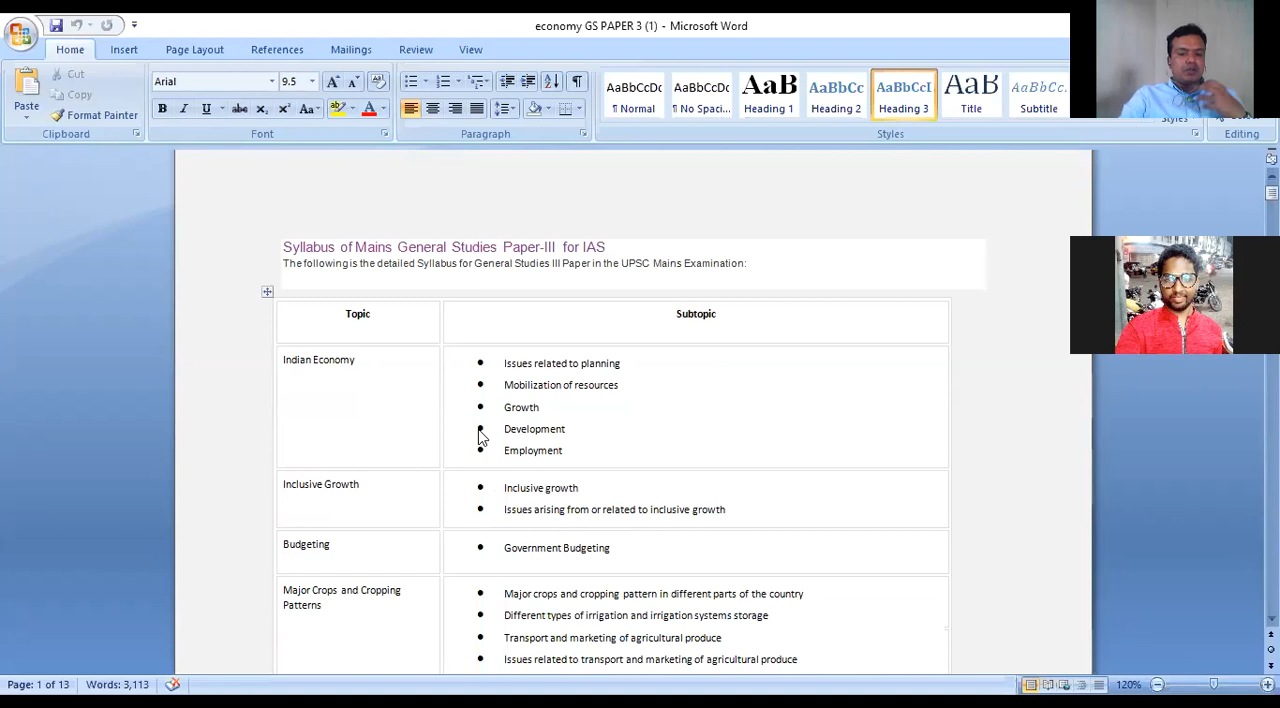 economy GS PAPER 3 (1) - Microsoft Word
Home Insert Page Layout References Mailings Review View
Paste
Cut
Copy
Format Painter
Clipboard
Arial 9.5
Font
Paragraph
AaBbCcDc AaBbCcDc AaB AaBbCc AaBbCcI AaB AaBbCc.
¶ Normal ¶ No Spaci... Heading 1 Heading 2 Heading 3 Title Subtitle
Styles
Editing
Syllabus of Mains General Studies Paper-III for IAS
The following is the detailed Syllabus for General Studies III Paper in the UPSC Mains Examination:
Topic Subtopic
Indian Economy
Issues related to planning
Mobilization of resources
Growth
Development
Employment
Inclusive Growth
Inclusive growth
Issues arising from or related to inclusive growth
Budgeting
Government Budgeting
Major Crops and Cropping
Patterns
Major crops and cropping pattern in different parts of the country
Different types of irrigation and irrigation systems storage
Transport and marketing of agricultural produce
Issues related to transport and marketing of agricultural produce
Page: 1 of 13 Words: 3,113 120%